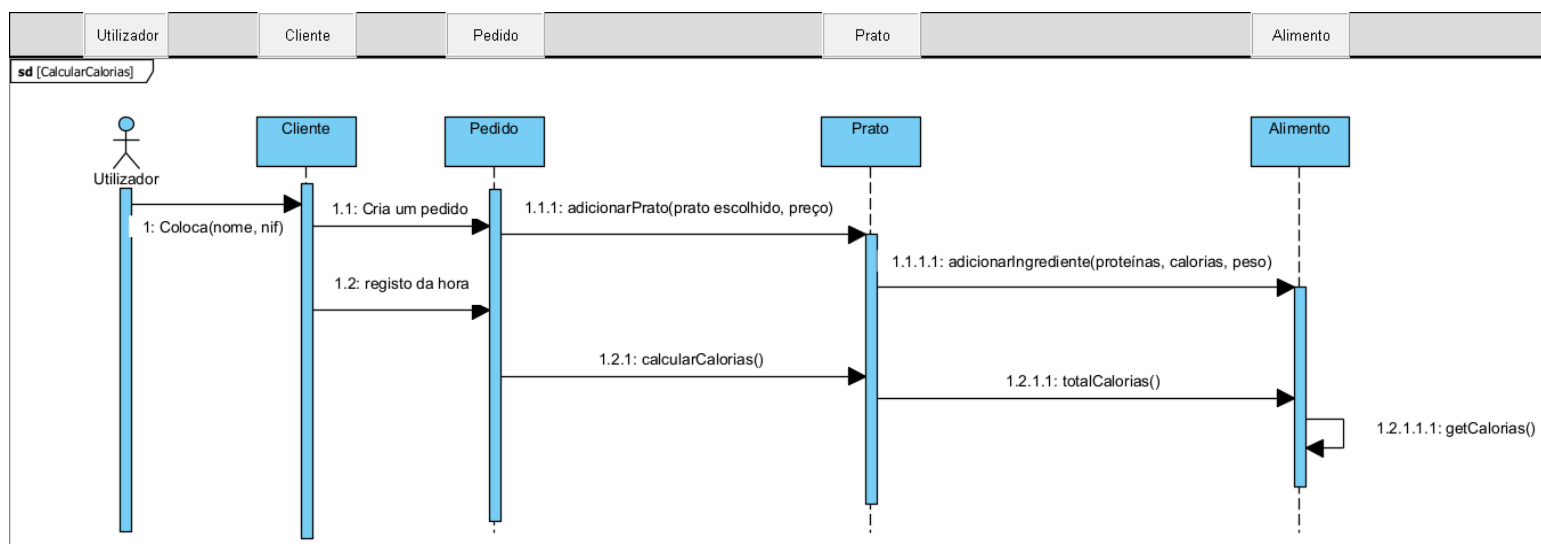 Utilizador
Cliente
Pedido
Prato
Alimento
sd [CalcularCalorias]
Cliente
Pedido
Prato
Alimento
Utilizador
1: Coloca(nome, nif)
1.1: Cria um pedido
1.1.1: adicionarPrato(prato escolhido, preço)
1.1.1.1: adicionarIngrediente(proteínas, calorias, peso)
1.2: registo da hora
1.2.1: calcularCalorias()
1.2.1.1: totalCalorias()
1.2.1.1.1: getCalorias()